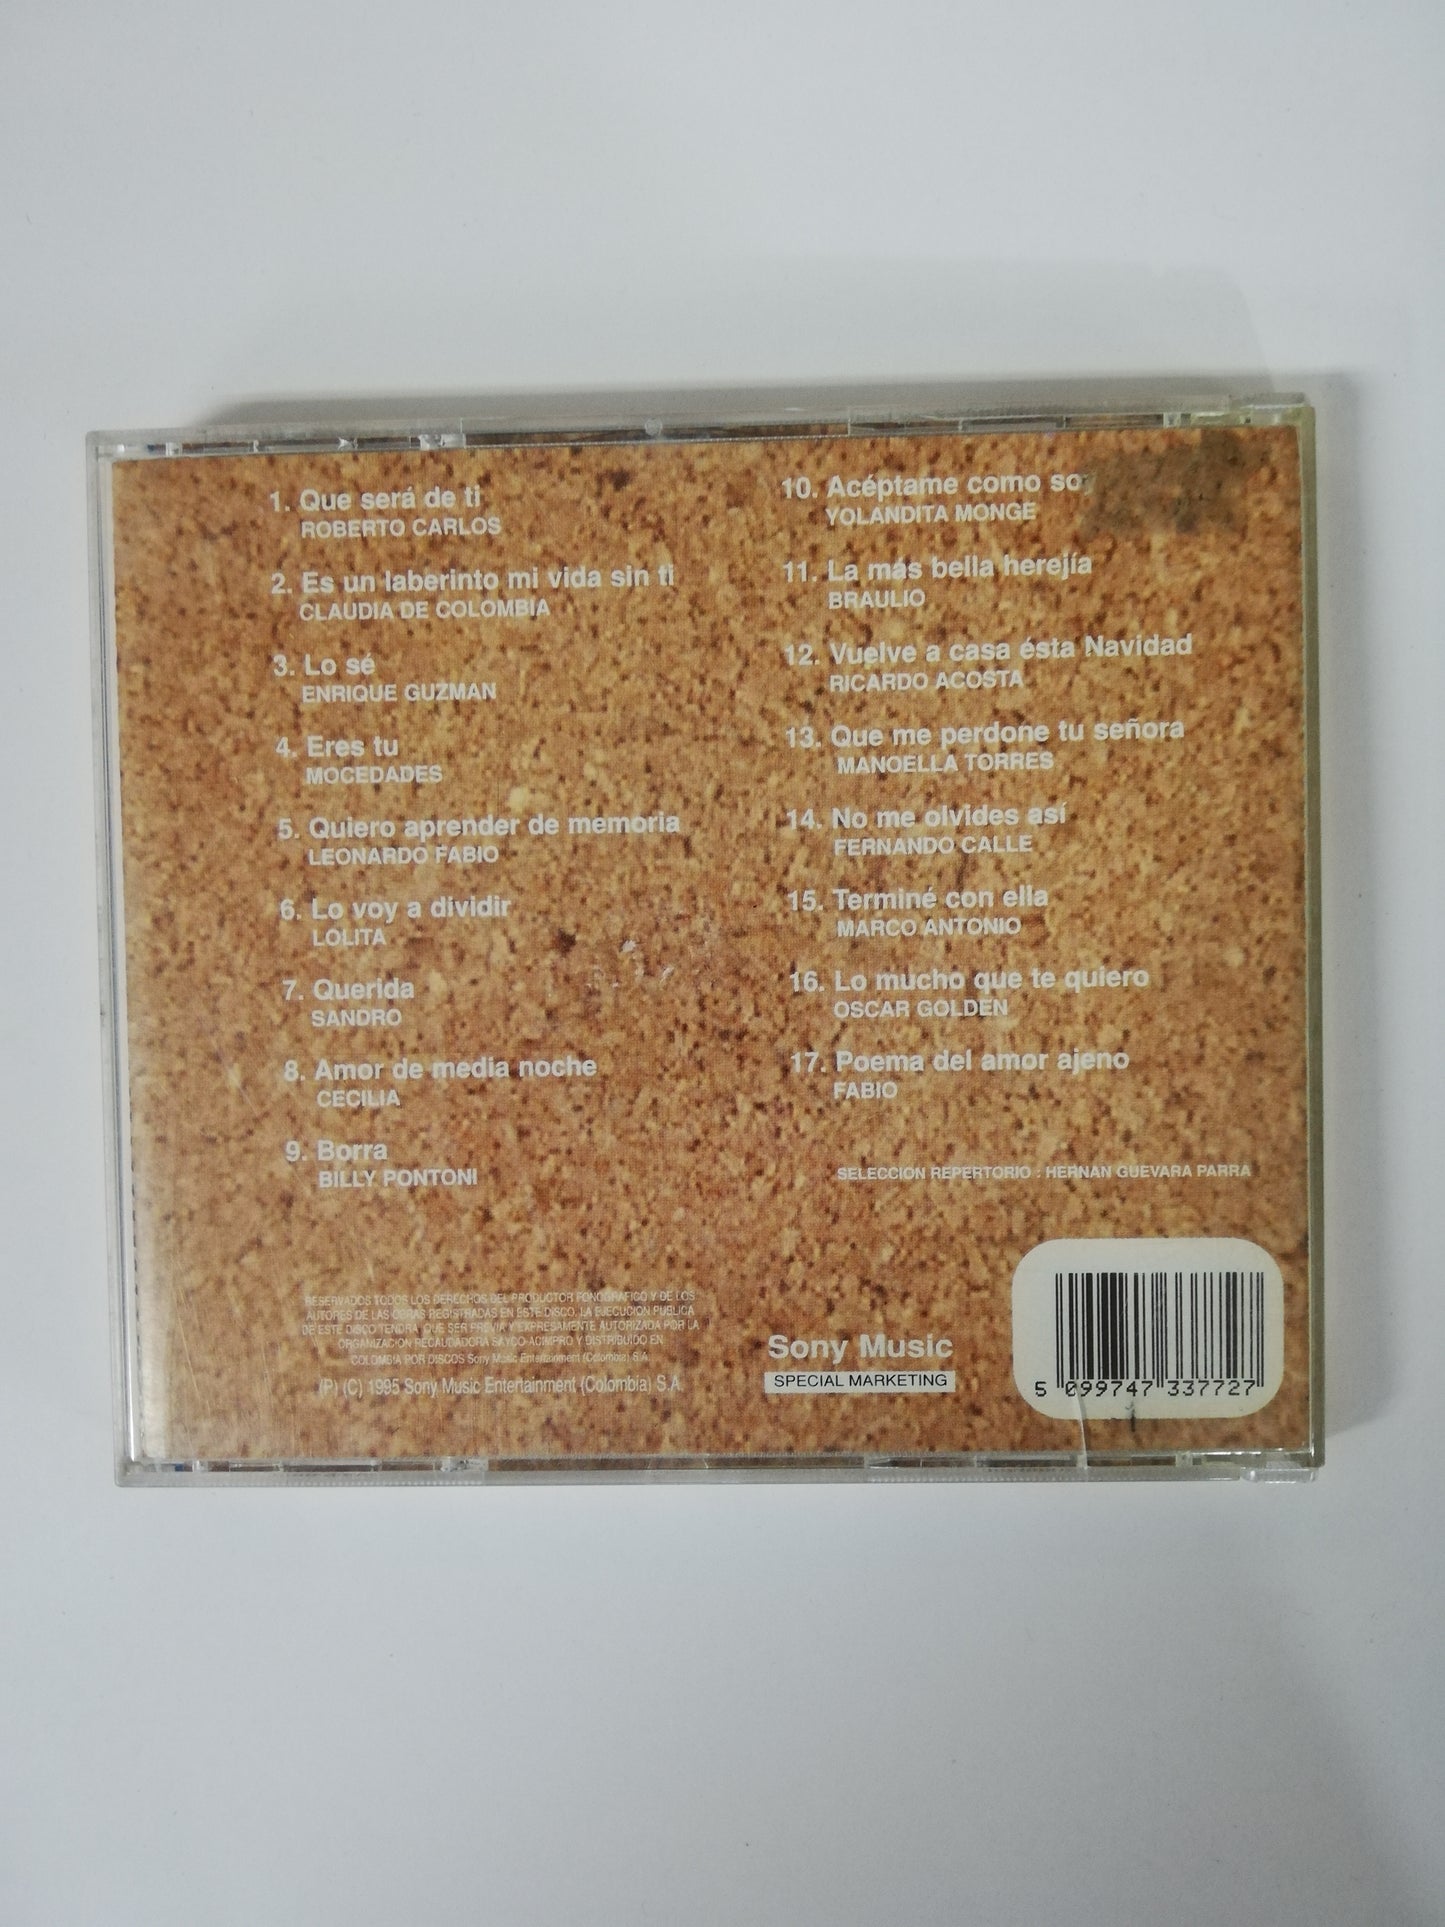 1. Que será de ti
ROBERTO CARLOS
2. Es un laberinto mi vida sin ti
CLAUDIA DE COLOMBIA
3. Lo sé
ENRIQUE GUZMAN
4. Eres tu
MOCEDADES
5. Quiero aprender de memoria
LEONARDO FABIO
6. Lo voy a dividir
LOLITA
7. Querida
SANDRO
8. Amor de media noche
CECILIA
9. Borra
BILLY PONTONI
10. Acéptame como soy
YOLANDITA MONGE
11. La más bella herejía
BRAULIO
12. Vuelve a casa ésta Navidad
RICARDO ACOSTA
13. Que me perdone tu señora
MANOELLA TORRES
14. No me olvides así
FERNANDO CALLE
15. Terminé con ella
MARCO ANTONIO
16. Lo mucho que te quiero
OSCAR GOLDEN
17. Poema del amor ajeno
FABIO
SELECCION REPERTORIO : HERNAN GUEVARA PARRA
RESERVADOS TODOS LOS DERECHOS DEL PRODUCTOR FONOGRAFICO Y DE LOS
AUTORES DE LAS OBRAS REGISTRADAS EN ESTE DISCO. LA EJECUCION PUBLICA
DE ESTE DISCO TENDRA QUE SER PREVIA Y EXPRESAMENTE AUTORIZADA POR LA
ORGANIZACION RECAUDADORA SAYCO-ACINPRO Y DISTRIBUIDO EN
COLOMBIA POR DISCOS Sony Music Entertainment (Colombia) S.A.
(P) (C) 1995 Sony Music Entertainment (Colombia) S.A.
Sony Music
SPECIAL MARKETING
5 099747 337727